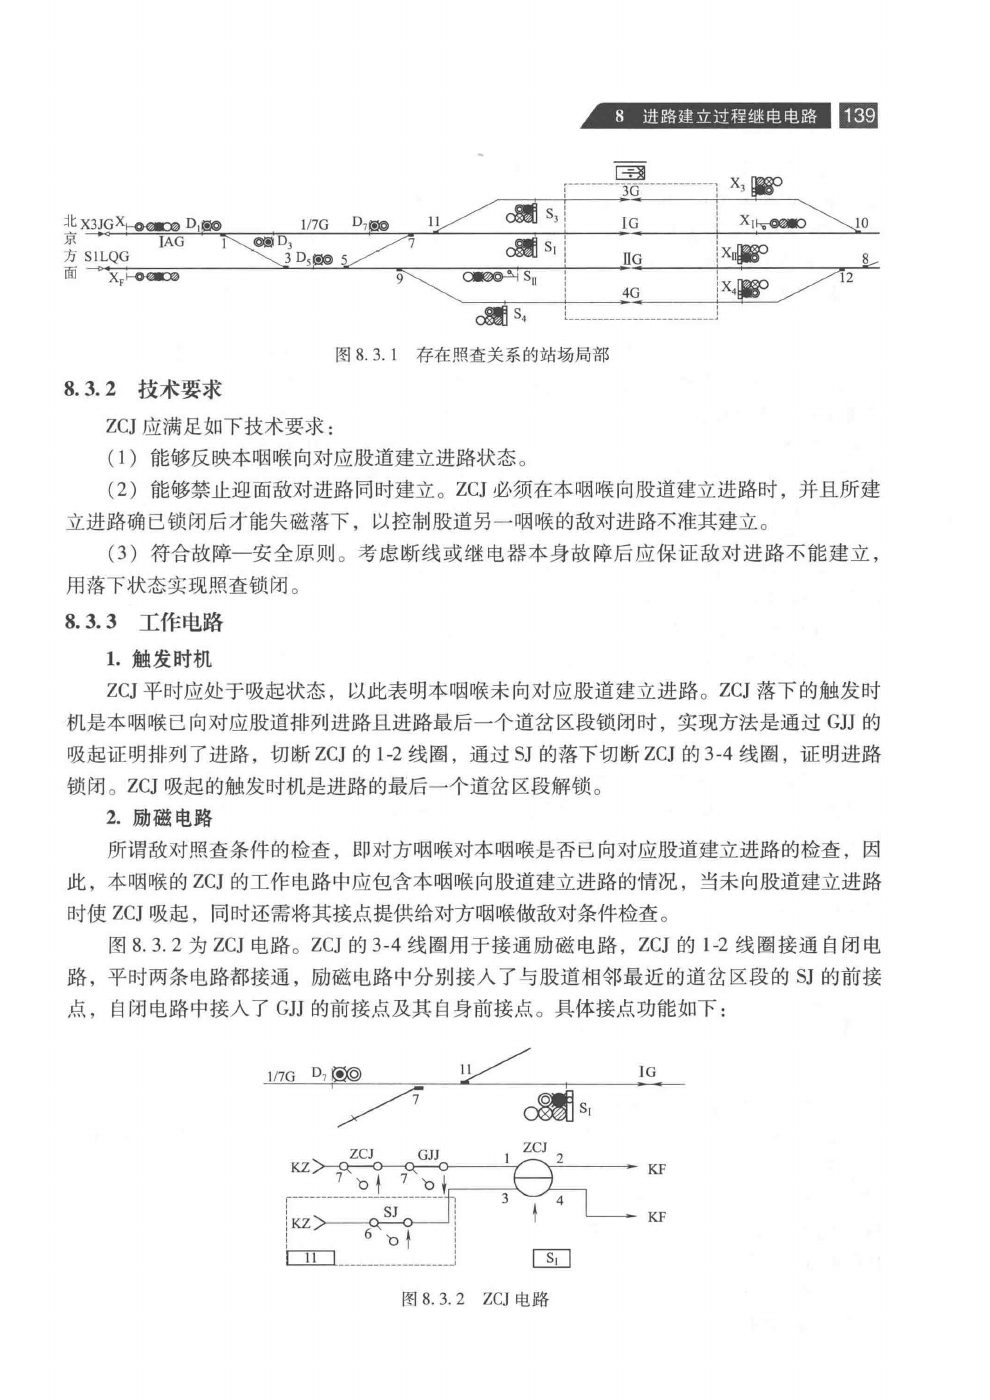 8 进路建立过程继电电路 139
3G
X₃
北京方面
X3JG X₁ D₁ 1/7G D₇ 11 S₃ IG X_I 10
IAG 1 D₃ 7 S_I
S1LQG 3 D₅ 5 ⅡG X_Ⅱ 8
X_F 9 S_Ⅱ 4G X₄ 12
S₄
图 8.3.1 存在照查关系的站场局部
8.3.2 技术要求
ZCJ 应满足如下技术要求：
（1）能够反映本咽喉向对应股道建立进路状态。
（2）能够禁止迎面敌对进路同时建立。ZCJ 必须在本咽喉向股道建立进路时，并且所建
立进路确已锁闭后才能失磁落下，以控制股道另一咽喉的敌对进路不准其建立。
（3）符合故障—安全原则。考虑断线或继电器本身故障后应保证敌对进路不能建立，
用落下状态实现照查锁闭。
8.3.3 工作电路
1. 触发时机
ZCJ 平时应处于吸起状态，以此表明本咽喉未向对应股道建立进路。ZCJ 落下的触发时
机是本咽喉已向对应股道排列进路且进路最后一个道岔区段锁闭时，实现方法是通过 GJJ 的
吸起证明排列了进路，切断 ZCJ 的 1-2 线圈，通过 SJ 的落下切断 ZCJ 的 3-4 线圈，证明进路
锁闭。ZCJ 吸起的触发时机是进路的最后一个道岔区段解锁。
2. 励磁电路
所谓敌对照查条件的检查，即对方咽喉对本咽喉是否已向对应股道建立进路的检查，因
此，本咽喉的 ZCJ 的工作电路中应包含本咽喉向股道建立进路的情况，当未向股道建立进路
时使 ZCJ 吸起，同时还需将其接点提供给对方咽喉做敌对条件检查。
图 8.3.2 为 ZCJ 电路。ZCJ 的 3-4 线圈用于接通励磁电路，ZCJ 的 1-2 线圈接通自闭电
路，平时两条电路都接通，励磁电路中分别接入了与股道相邻最近的道岔区段的 SJ 的前接
点，自闭电路中接入了 GJJ 的前接点及其自身前接点。具体接点功能如下：
1/7G D₇ 11 IG
7 S_I
ZCJ GJJ ZCJ
KZ 7 7 1 2 KF
3 4
KZ SJ 6 KF
11 S_I
图 8.3.2 ZCJ 电路